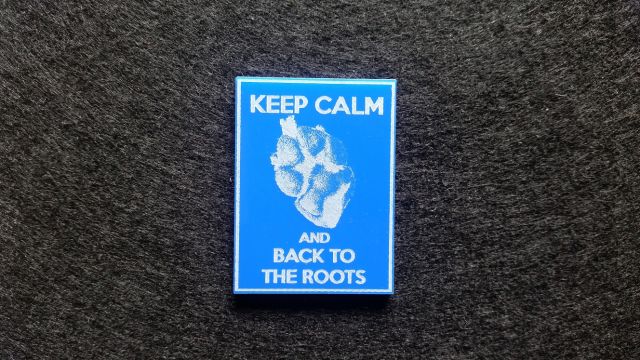 KEEP CALM
AND
BACK TO
THE ROOTS